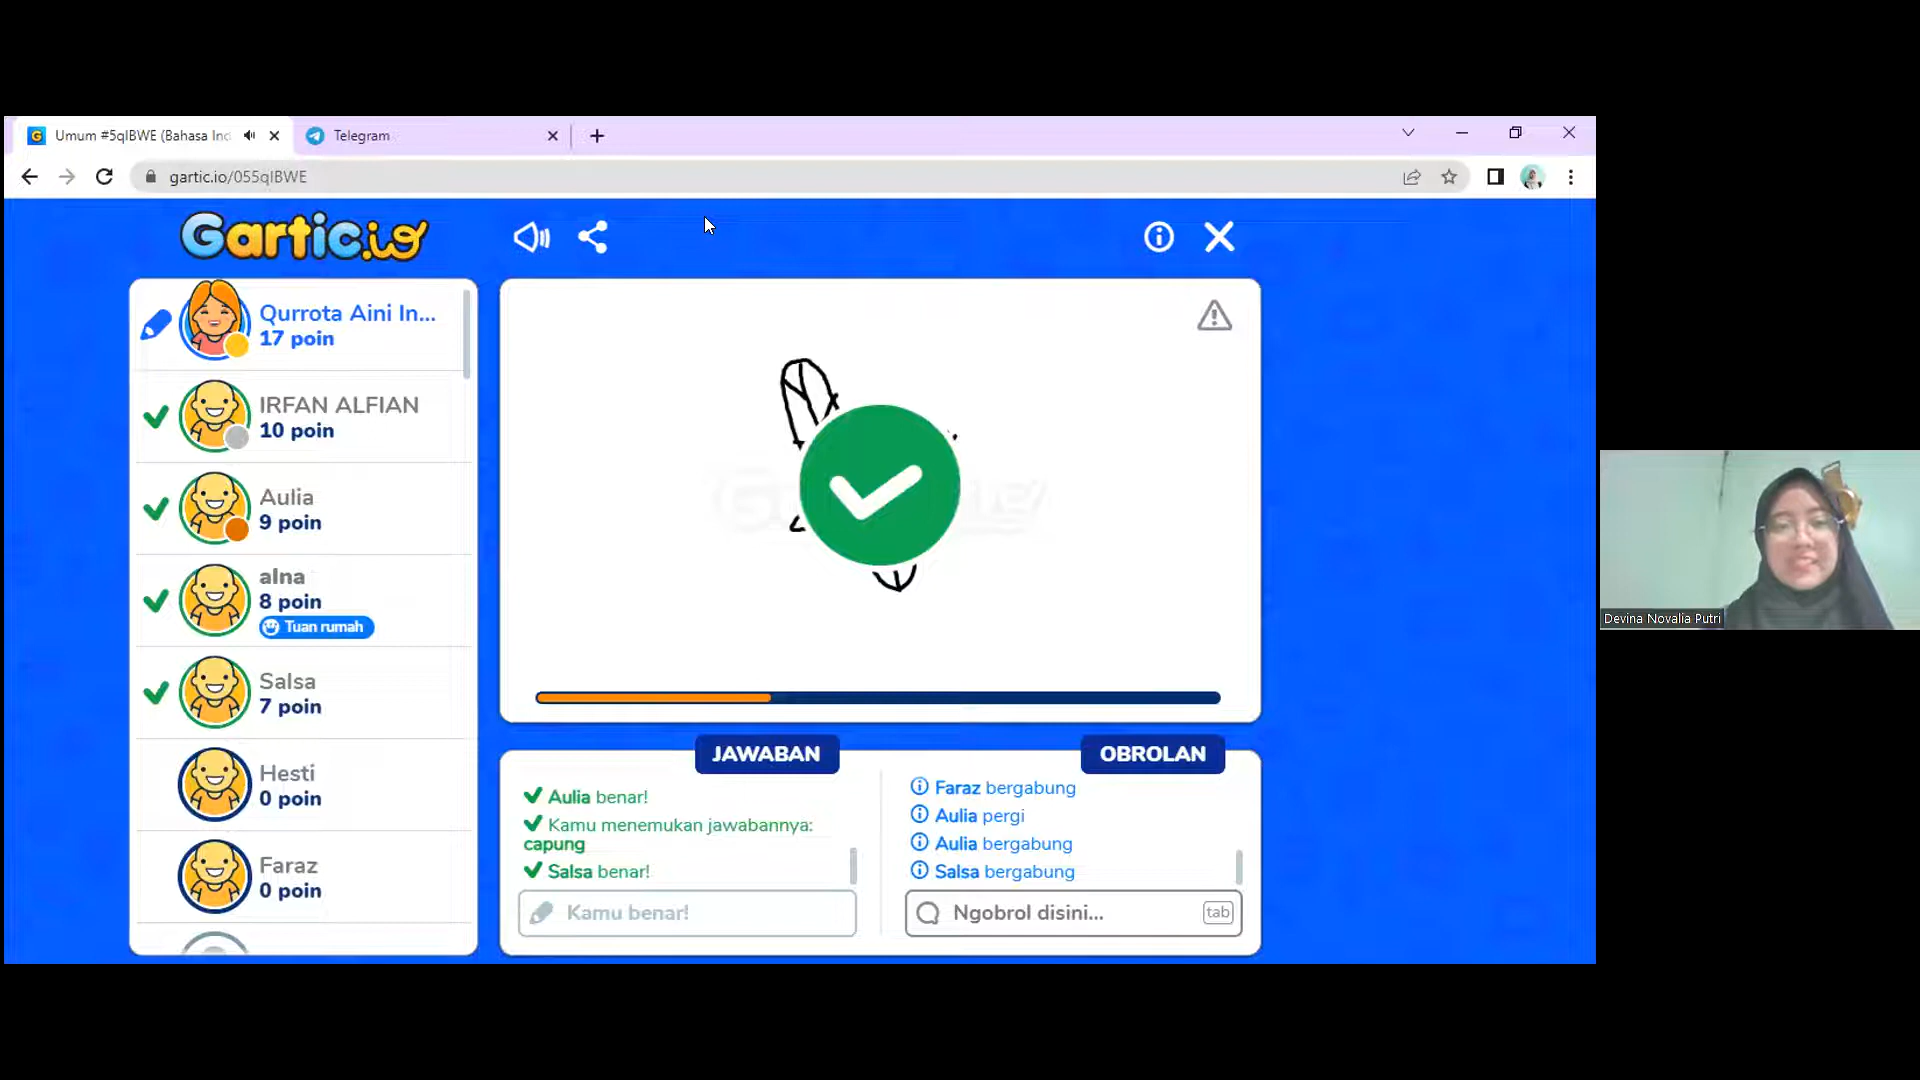 Umum #5qIBWE (Bahasa Ind
Telegram
gartic.io/055qIBWE
Gartic.io
Qurrota Aini In...
17 poin
IRFAN ALFIAN
10 poin
Aulia
9 poin
alna
8 poin
Tuan rumah
Salsa
7 poin
Hesti
0 poin
Faraz
0 poin
JAWABAN
Aulia benar!
Kamu menemukan jawabannya:
capung
Salsa benar!
Kamu benar!
OBROLAN
Faraz bergabung
Aulia pergi
Aulia bergabung
Salsa bergabung
Ngobrol disini...
tab
Devina Novalia Putri